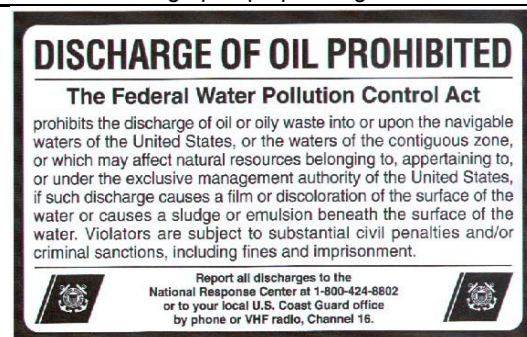 DISCHARGE OF OIL PROHIBITED
The Federal Water Pollution Control Act
prohibits the discharge of oil or oily waste into or upon the navigable
waters of the United States, or the waters of the contiguous zone,
or which may affect natural resources belonging to, appertaining to,
or under the exclusive management authority of the United States,
if such discharge causes a film or discoloration of the surface of the
water or causes a sludge or emulsion beneath the surface of the
water. Violators are subject to substantial civil penalties and/or
criminal sanctions, including fines and imprisonment.
Report all discharges to the
National Response Center at 1-800-424-8802
or to your local U.S. Coast Guard office
by phone or VHF radio, Channel 16.